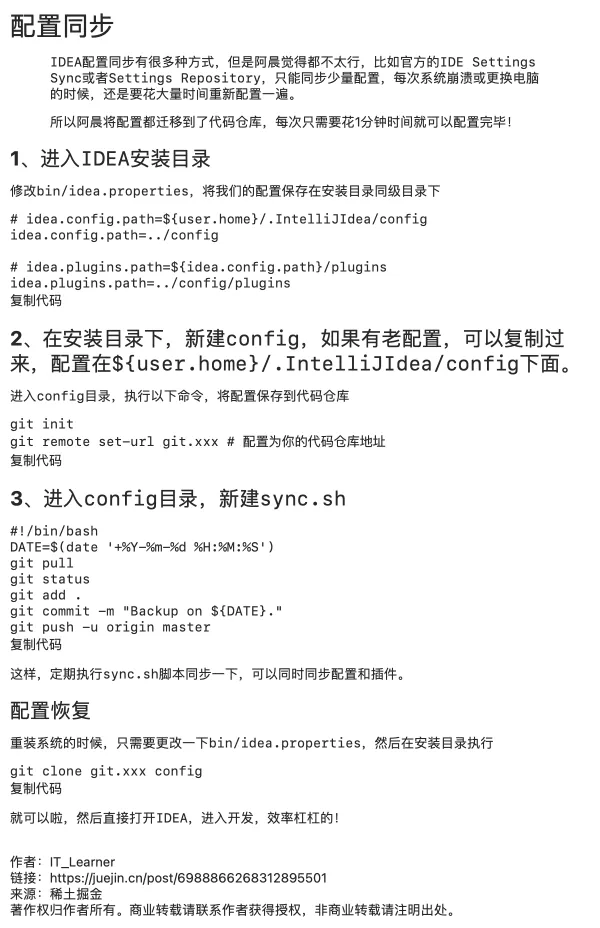 配置同步
IDEA配置同步有很多种方式，但是阿晨觉得都不太行，比如官方的IDE Settings
Sync或者Settings Repository，只能同步少量配置，每次系统崩溃或更换电脑
的时候，还是要花大量时间重新配置一遍。
所以阿晨将配置都迁移到了代码仓库，每次只需要花1分钟时间就可以配置完毕！
1、进入IDEA安装目录
修改bin/idea.properties，将我们的配置保存在安装目录同级目录下
# idea.config.path=${user.home}/.IntelliJIdea/config
idea.config.path=../config
# idea.plugins.path=${idea.config.path}/plugins
idea.plugins.path=../config/plugins
复制代码
2、在安装目录下，新建config，如果有老配置，可以复制过
来，配置在${user.home}/.IntelliJIdea/config下面。
进入config目录，执行以下命令，将配置保存到代码仓库
git init
git remote set-url git.xxx # 配置为你的代码仓库地址
复制代码
3、进入config目录，新建sync.sh
#!/bin/bash
DATE=$(date '+%Y-%m-%d %H:%M:%S')
git pull
git status
git add .
git commit -m "Backup on ${DATE}."
git push -u origin master
复制代码
这样，定期执行sync.sh脚本同步一下，可以同时同步配置和插件。
配置恢复
重装系统的时候，只需要更改一下bin/idea.properties，然后在安装目录执行
git clone git.xxx config
复制代码
就可以啦，然后直接打开IDEA，进入开发，效率杠杠的！
作者：IT_Learner
链接：https://juejin.cn/post/6988866268312895501
来源：稀土掘金
著作权归作者所有。商业转载请联系作者获得授权，非商业转载请注明出处。